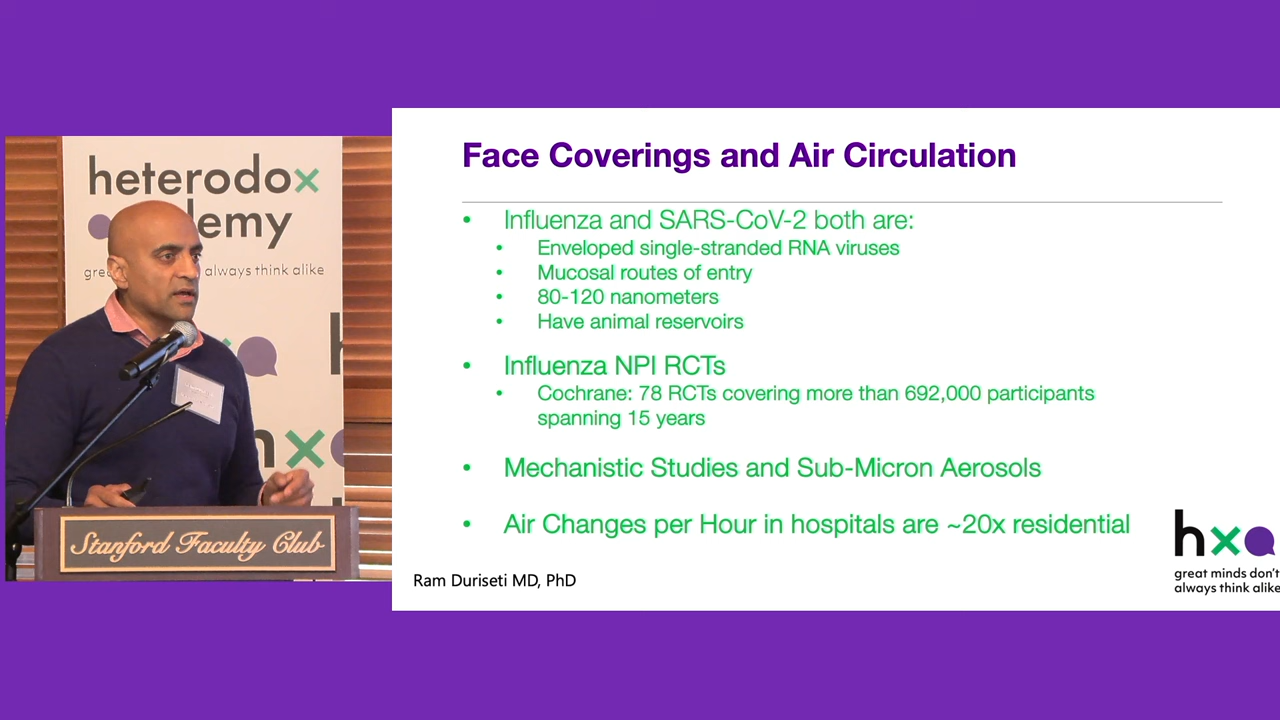 heterodox
demy
grea always think alike
hx
Stanford Faculty Club
Face Coverings and Air Circulation
• Influenza and SARS-CoV-2 both are:
• Enveloped single-stranded RNA viruses
• Mucosal routes of entry
• 80-120 nanometers
• Have animal reservoirs
• Influenza NPI RCTs
• Cochrane: 78 RCTs covering more than 692,000 participants
spanning 15 years
• Mechanistic Studies and Sub-Micron Aerosols
• Air Changes per Hour in hospitals are ~20x residential
Ram Duriseti MD, PhD
hxa
great minds don't
always think alike